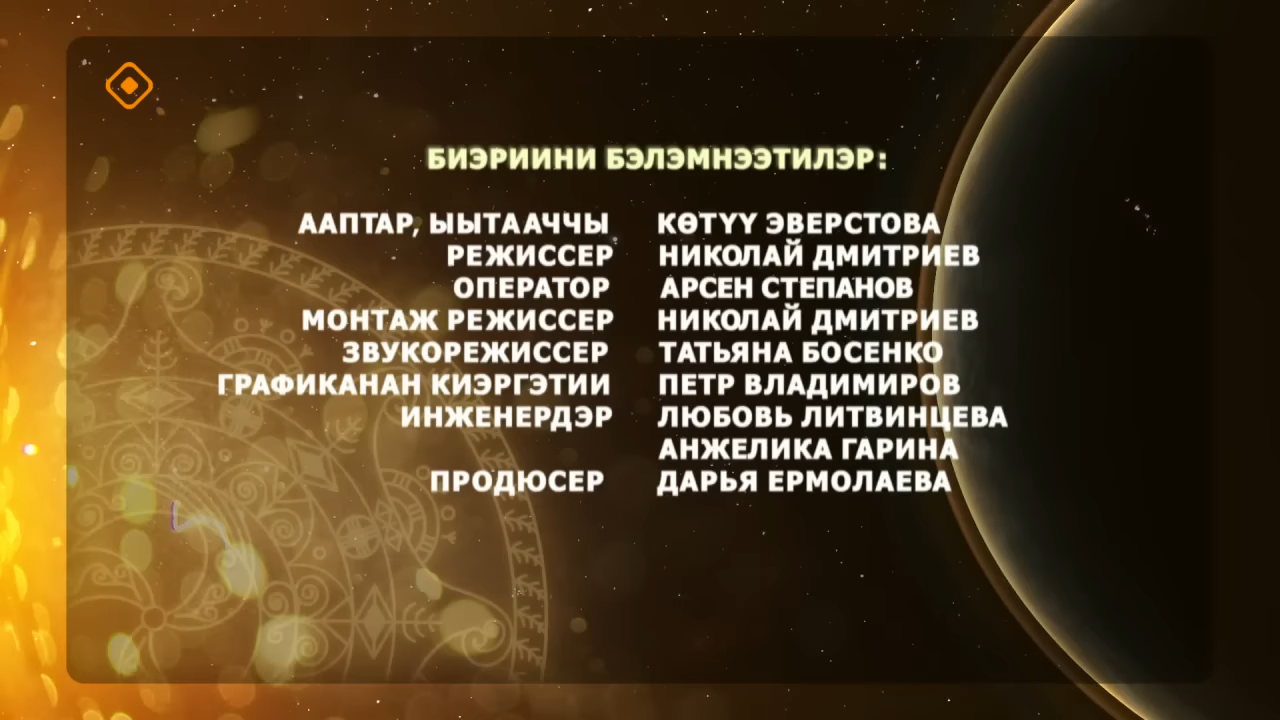 БИЭРИИНИ БЭЛЭМНЭЭТИЛЭР:
ААПТАР, ЫЫТААЧЧЫ КӨТҮҮ ЭВЕРСТОВА
РЕЖИССЕР НИКОЛАЙ ДМИТРИЕВ
ОПЕРАТОР АРСЕН СТЕПАНОВ
МОНТАЖ РЕЖИССЕР НИКОЛАЙ ДМИТРИЕВ
ЗВУКОРЕЖИССЕР ТАТЬЯНА БОСЕНКО
ГРАФИКАНАН КИЭРГЭТИИ ПЕТР ВЛАДИМИРОВ
ИНЖЕНЕРДЭР ЛЮБОВЬ ЛИТВИНЦЕВА
АНЖЕЛИКА ГАРИНА
ПРОДЮСЕР ДАРЬЯ ЕРМОЛАЕВА